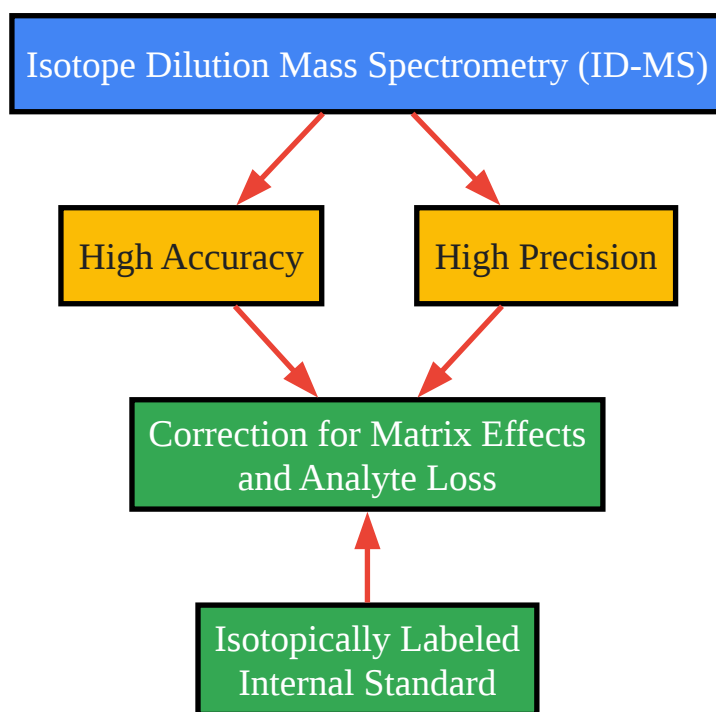 Isotope Dilution Mass Spectrometry (ID-MS)
High Accuracy
High Precision
Correction for Matrix Effects
and Analyte Loss
Isotopically Labeled
Internal Standard